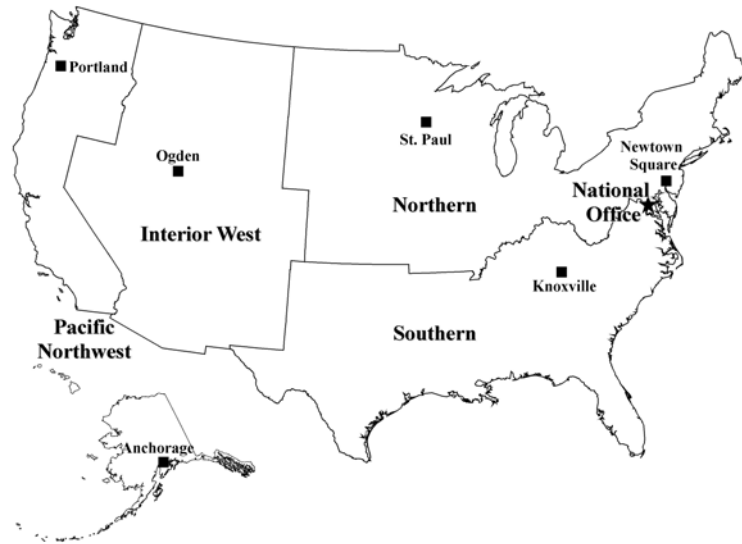 Portland
Ogden
St. Paul
Newtown
Square
National
Office
Northern
Interior West
Knoxville
Southern
Pacific
Northwest
Anchorage